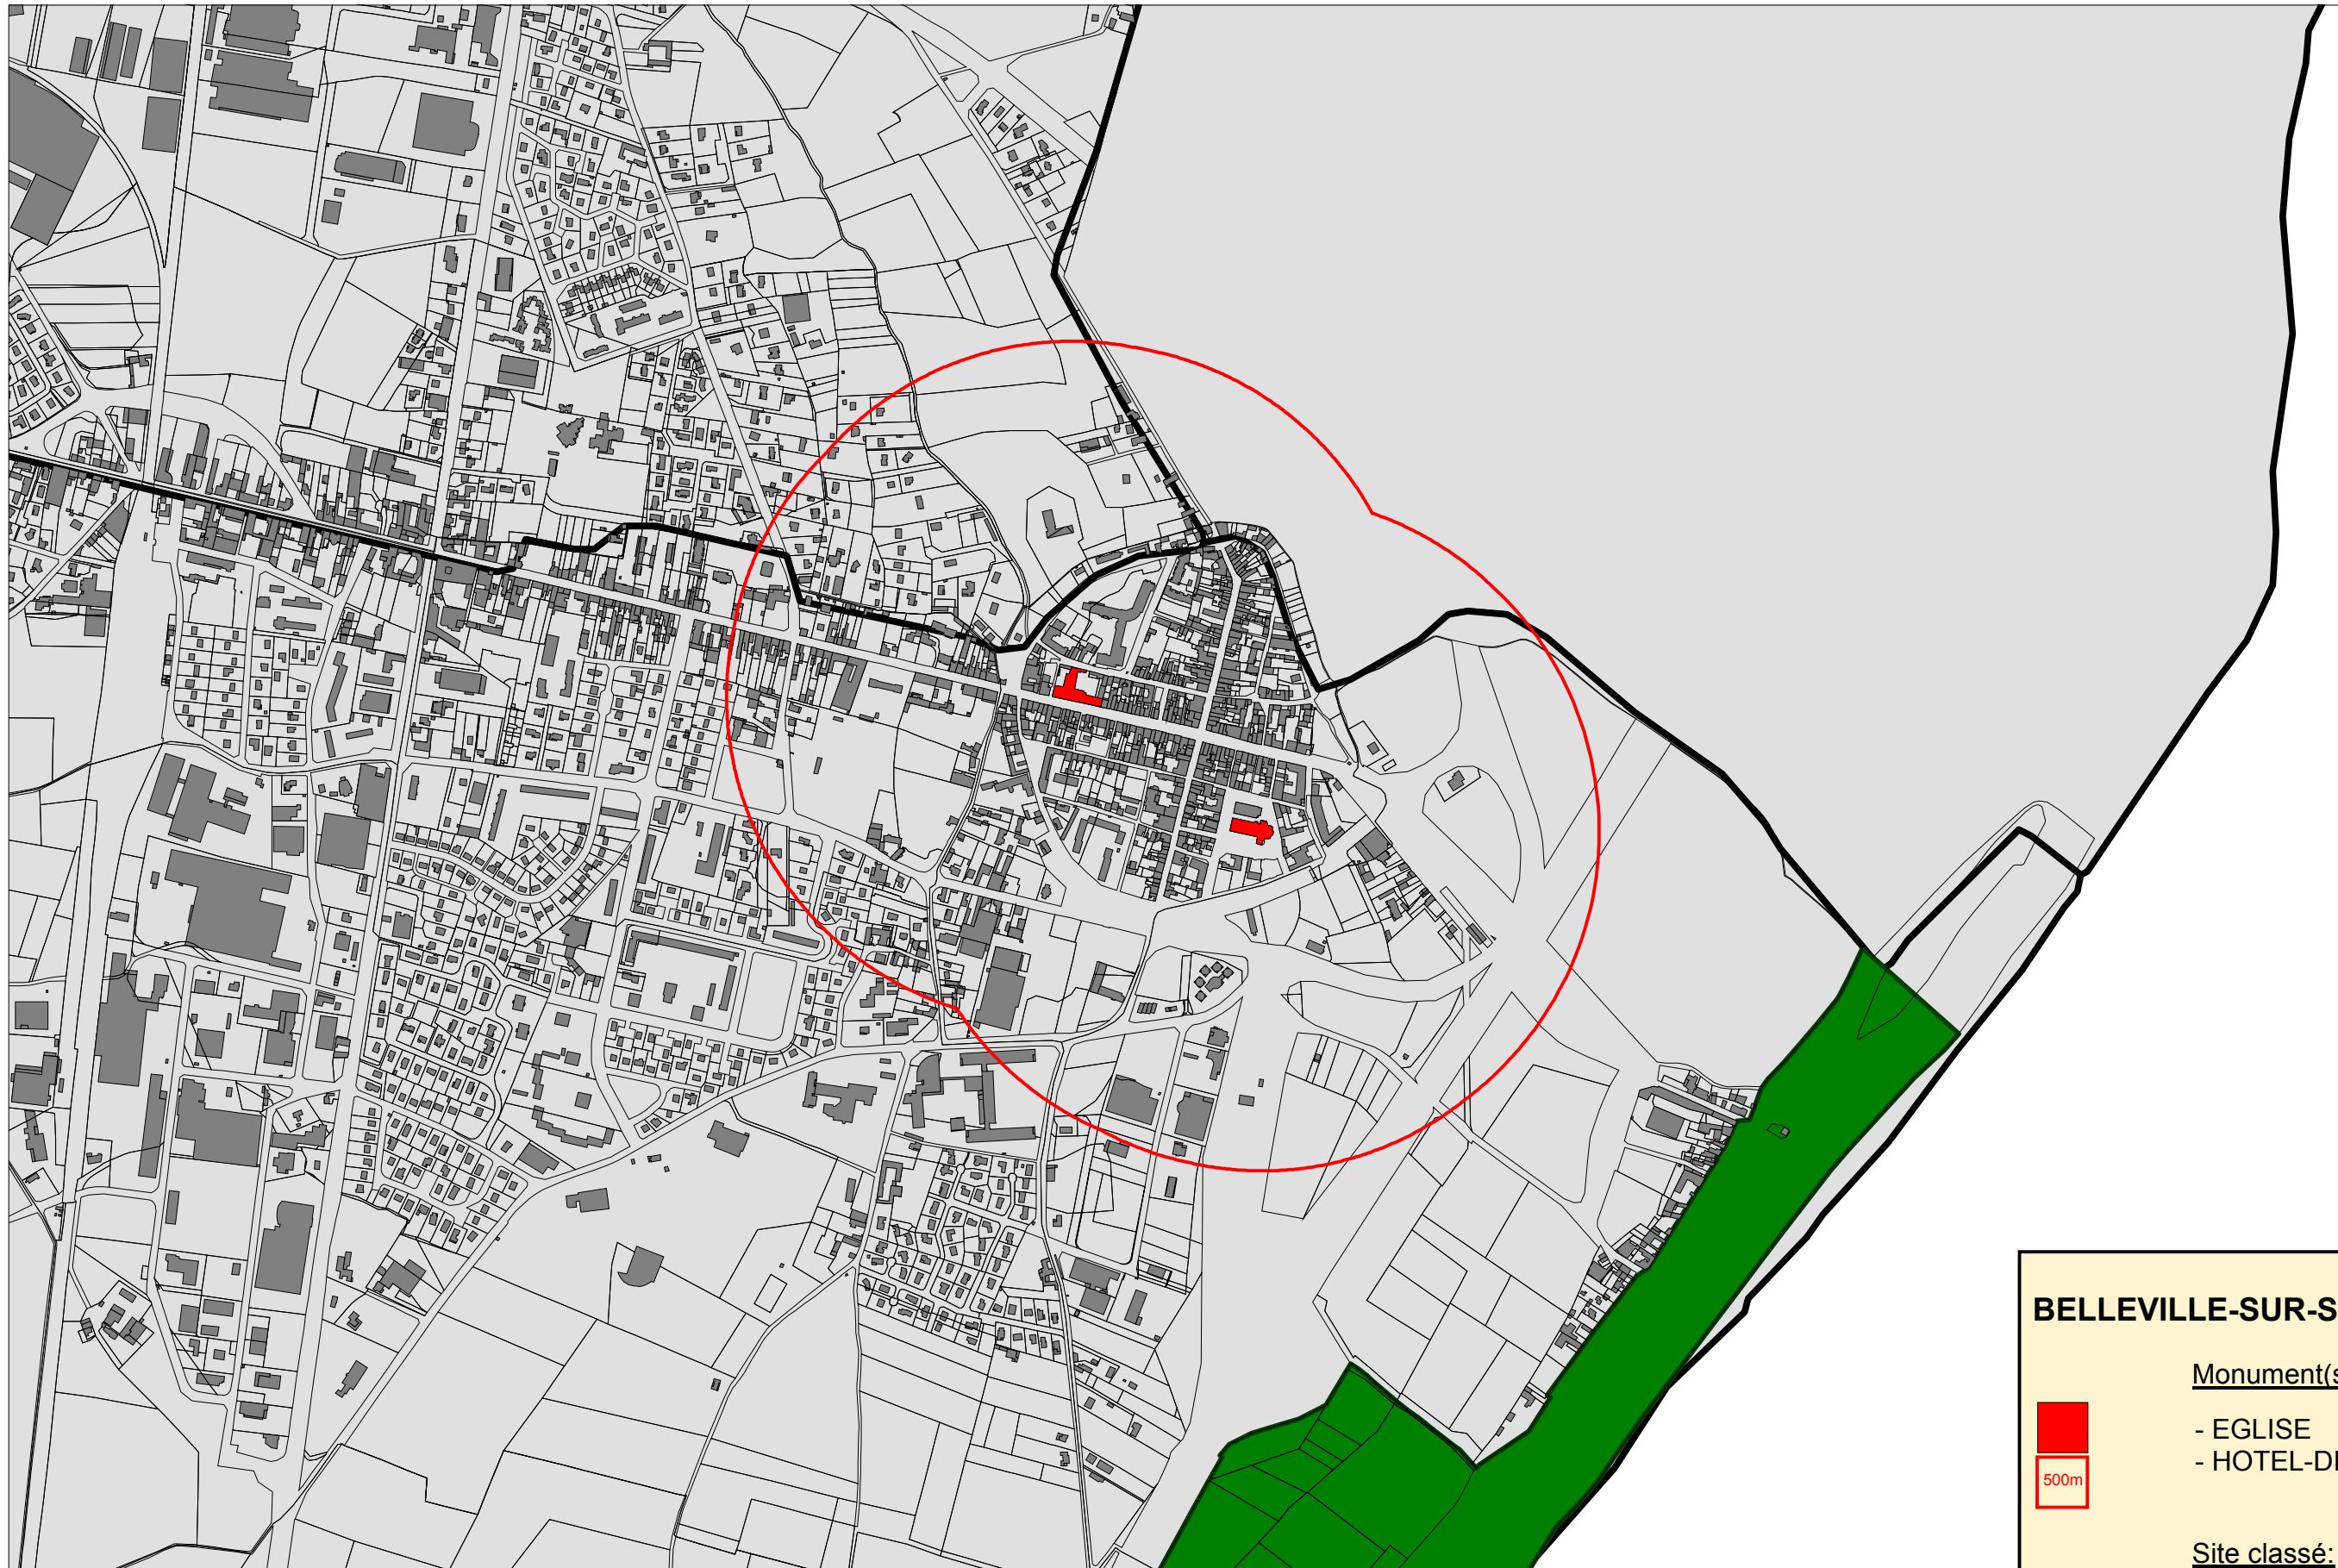 BELLEVILLE-SUR-S
Monument(s
- EGLISE
- HOTEL-DI
500m
Site classé: